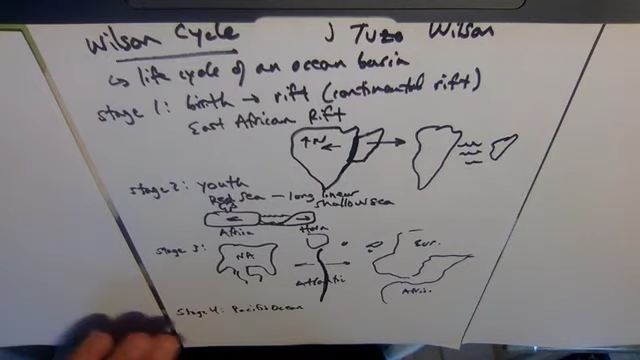 Wilson Cycle J Tuzo Wilson
↳ life cycle of an ocean basin
stage 1: birth → rift (continental rift)
East African Rift
↑N
stage 2: youth
Red Sea — long linear
shallow sea
Africa Horn
stage 3:
NA Eur.
Atlantic Afri.
stage 4: Pacific Ocean